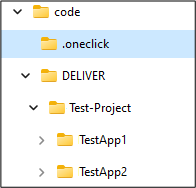 code
.oneclick
DELIVER
Test-Project
TestApp1
TestApp2